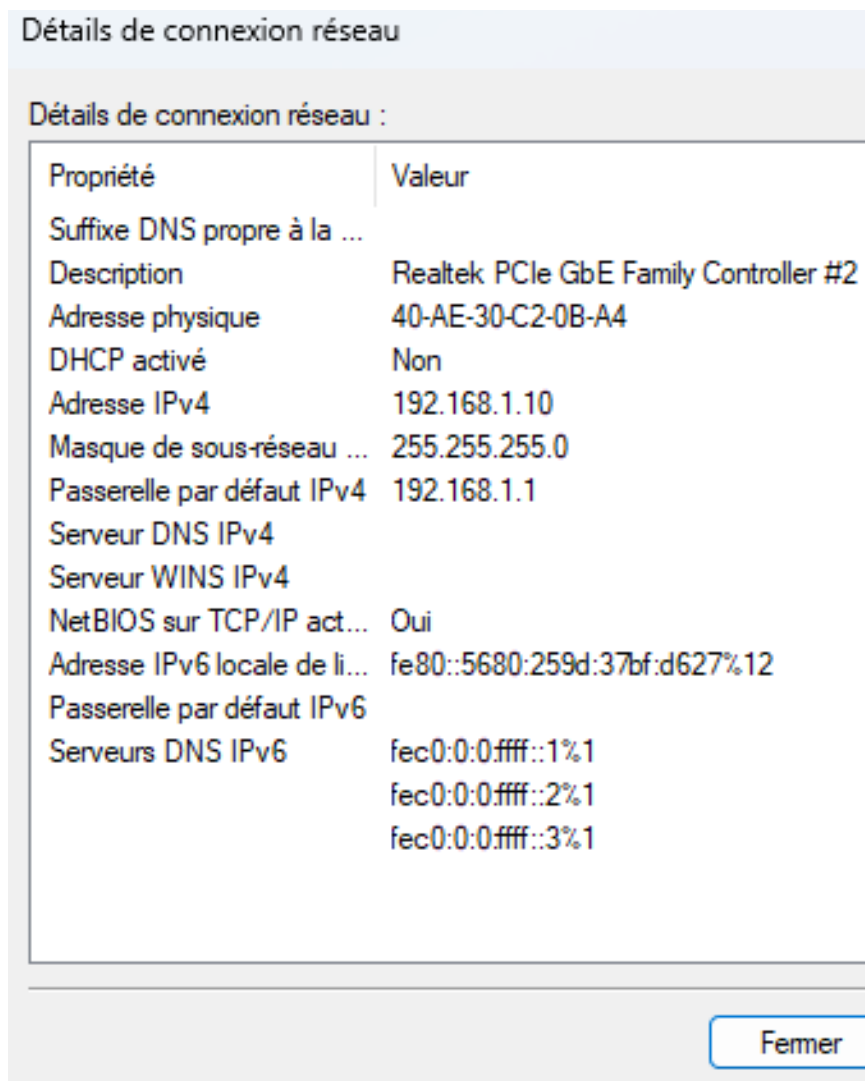 Détails de connexion réseau
Détails de connexion réseau :
Propriété Valeur
Suffixe DNS propre à la ...
Description Realtek PCIe GbE Family Controller #2
Adresse physique 40-AE-30-C2-0B-A4
DHCP activé Non
Adresse IPv4 192.168.1.10
Masque de sous-réseau ... 255.255.255.0
Passerelle par défaut IPv4 192.168.1.1
Serveur DNS IPv4
Serveur WINS IPv4
NetBIOS sur TCP/IP act... Oui
Adresse IPv6 locale de li... fe80::5680:259d:37bf:d627%12
Passerelle par défaut IPv6
Serveurs DNS IPv6 fec0:0:0:ffff::1%1
fec0:0:0:ffff::2%1
fec0:0:0:ffff::3%1
Fermer